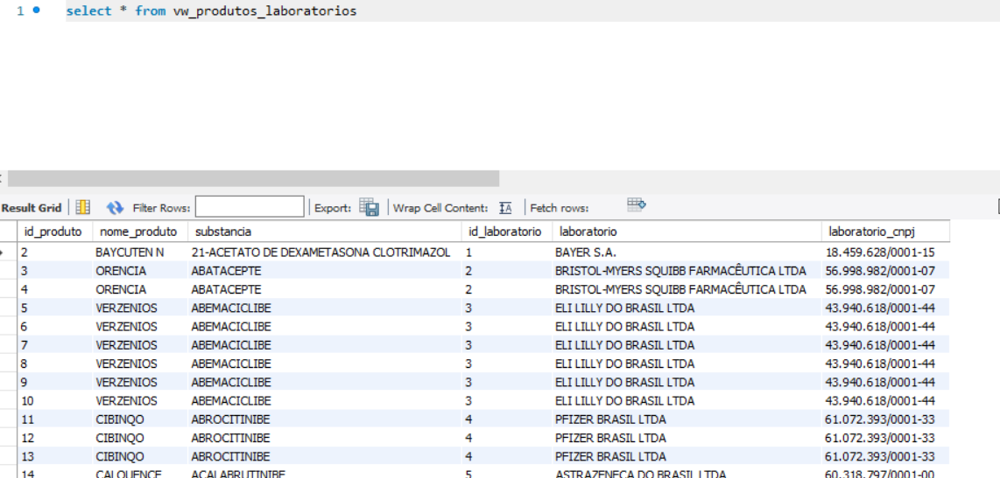 1 select * from vw_produtos_laboratorios
Result Grid Filter Rows: Export: Wrap Cell Content: Fetch rows:
id_produto nome_produto substancia id_laboratorio laboratorio laboratorio_cnpj
2 BAYCUTEN N 21-ACETATO DE DEXAMETASONA CLOTRIMAZOL 1 BAYER S.A. 18.459.628/0001-15
3 ORENCIA ABATACEPTE 2 BRISTOL-MYERS SQUIBB FARMACÊUTICA LTDA 56.998.982/0001-07
4 ORENCIA ABATACEPTE 2 BRISTOL-MYERS SQUIBB FARMACÊUTICA LTDA 56.998.982/0001-07
5 VERZENIOS ABEMACICLIBE 3 ELI LILLY DO BRASIL LTDA 43.940.618/0001-44
6 VERZENIOS ABEMACICLIBE 3 ELI LILLY DO BRASIL LTDA 43.940.618/0001-44
7 VERZENIOS ABEMACICLIBE 3 ELI LILLY DO BRASIL LTDA 43.940.618/0001-44
8 VERZENIOS ABEMACICLIBE 3 ELI LILLY DO BRASIL LTDA 43.940.618/0001-44
9 VERZENIOS ABEMACICLIBE 3 ELI LILLY DO BRASIL LTDA 43.940.618/0001-44
10 VERZENIOS ABEMACICLIBE 3 ELI LILLY DO BRASIL LTDA 43.940.618/0001-44
11 CIBINQO ABROCITINIBE 4 PFIZER BRASIL LTDA 61.072.393/0001-33
12 CIBINQO ABROCITINIBE 4 PFIZER BRASIL LTDA 61.072.393/0001-33
13 CIBINQO ABROCITINIBE 4 PFIZER BRASIL LTDA 61.072.393/0001-33
14 CALQUENCE ACALABRUTINIBE 5 ASTRAZENECA DO BRASIL LTDA 60.318.797/0001-00